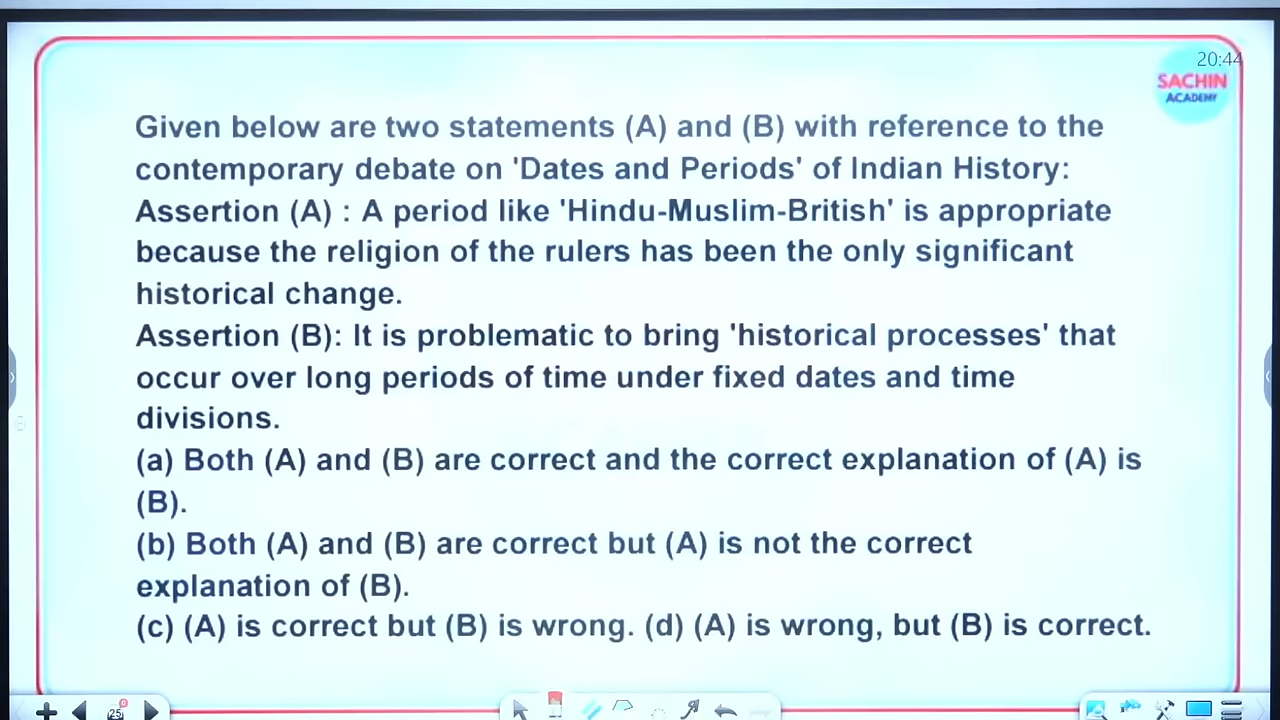 20:44
SACHIN
ACADEMY
Given below are two statements (A) and (B) with reference to the
contemporary debate on 'Dates and Periods' of Indian History:
Assertion (A) : A period like 'Hindu-Muslim-British' is appropriate
because the religion of the rulers has been the only significant
historical change.
Assertion (B): It is problematic to bring 'historical processes' that
occur over long periods of time under fixed dates and time
divisions.
(a) Both (A) and (B) are correct and the correct explanation of (A) is
(B).
(b) Both (A) and (B) are correct but (A) is not the correct
explanation of (B).
(c) (A) is correct but (B) is wrong. (d) (A) is wrong, but (B) is correct.
25